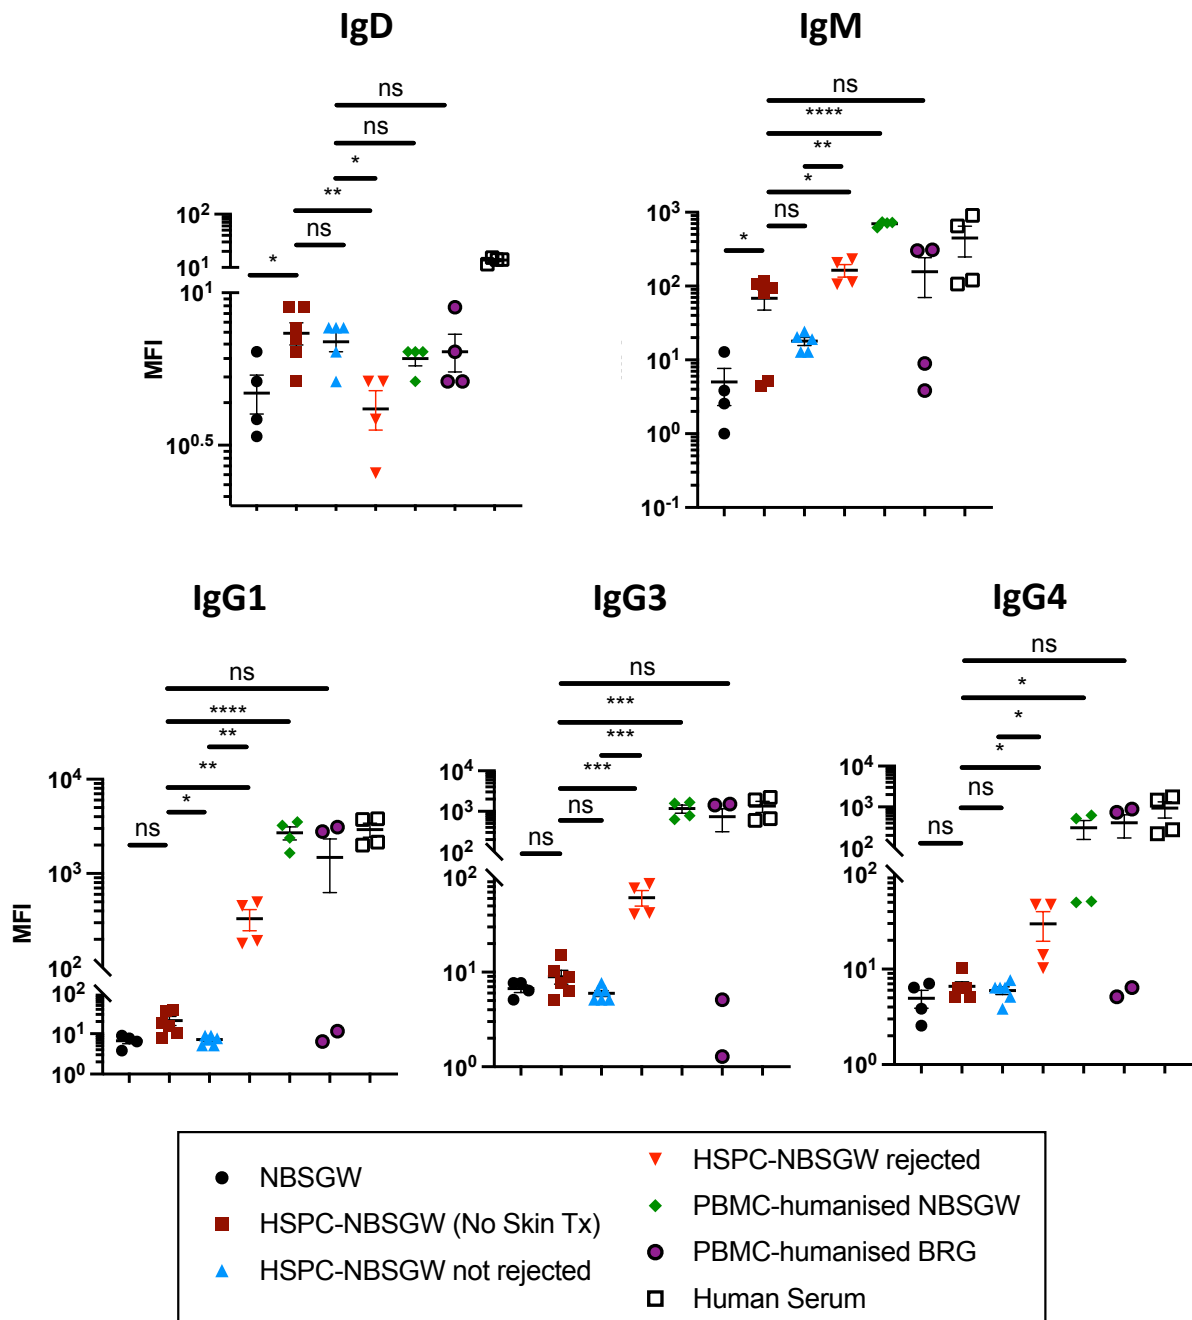 IgD
IgM
ns
ns
*
**
ns
*
10^2
10^1
10^1
10^0.5
MFI
ns
****
**
*
ns
*
10^3
10^2
10^1
10^0
10^-1
IgG1
IgG3
IgG4
ns
****
**
**
*
ns
10^4
10^3
10^2
10^2
10^1
10^0
MFI
ns
***
***
***
ns
ns
10^4
10^3
10^2
10^2
10^1
10^0
ns
*
*
*
ns
ns
10^4
10^3
10^2
10^1
10^0
NBSGW
HSPC-NBSGW (No Skin Tx)
HSPC-NBSGW not rejected
HSPC-NBSGW rejected
PBMC-humanised NBSGW
PBMC-humanised BRG
Human Serum